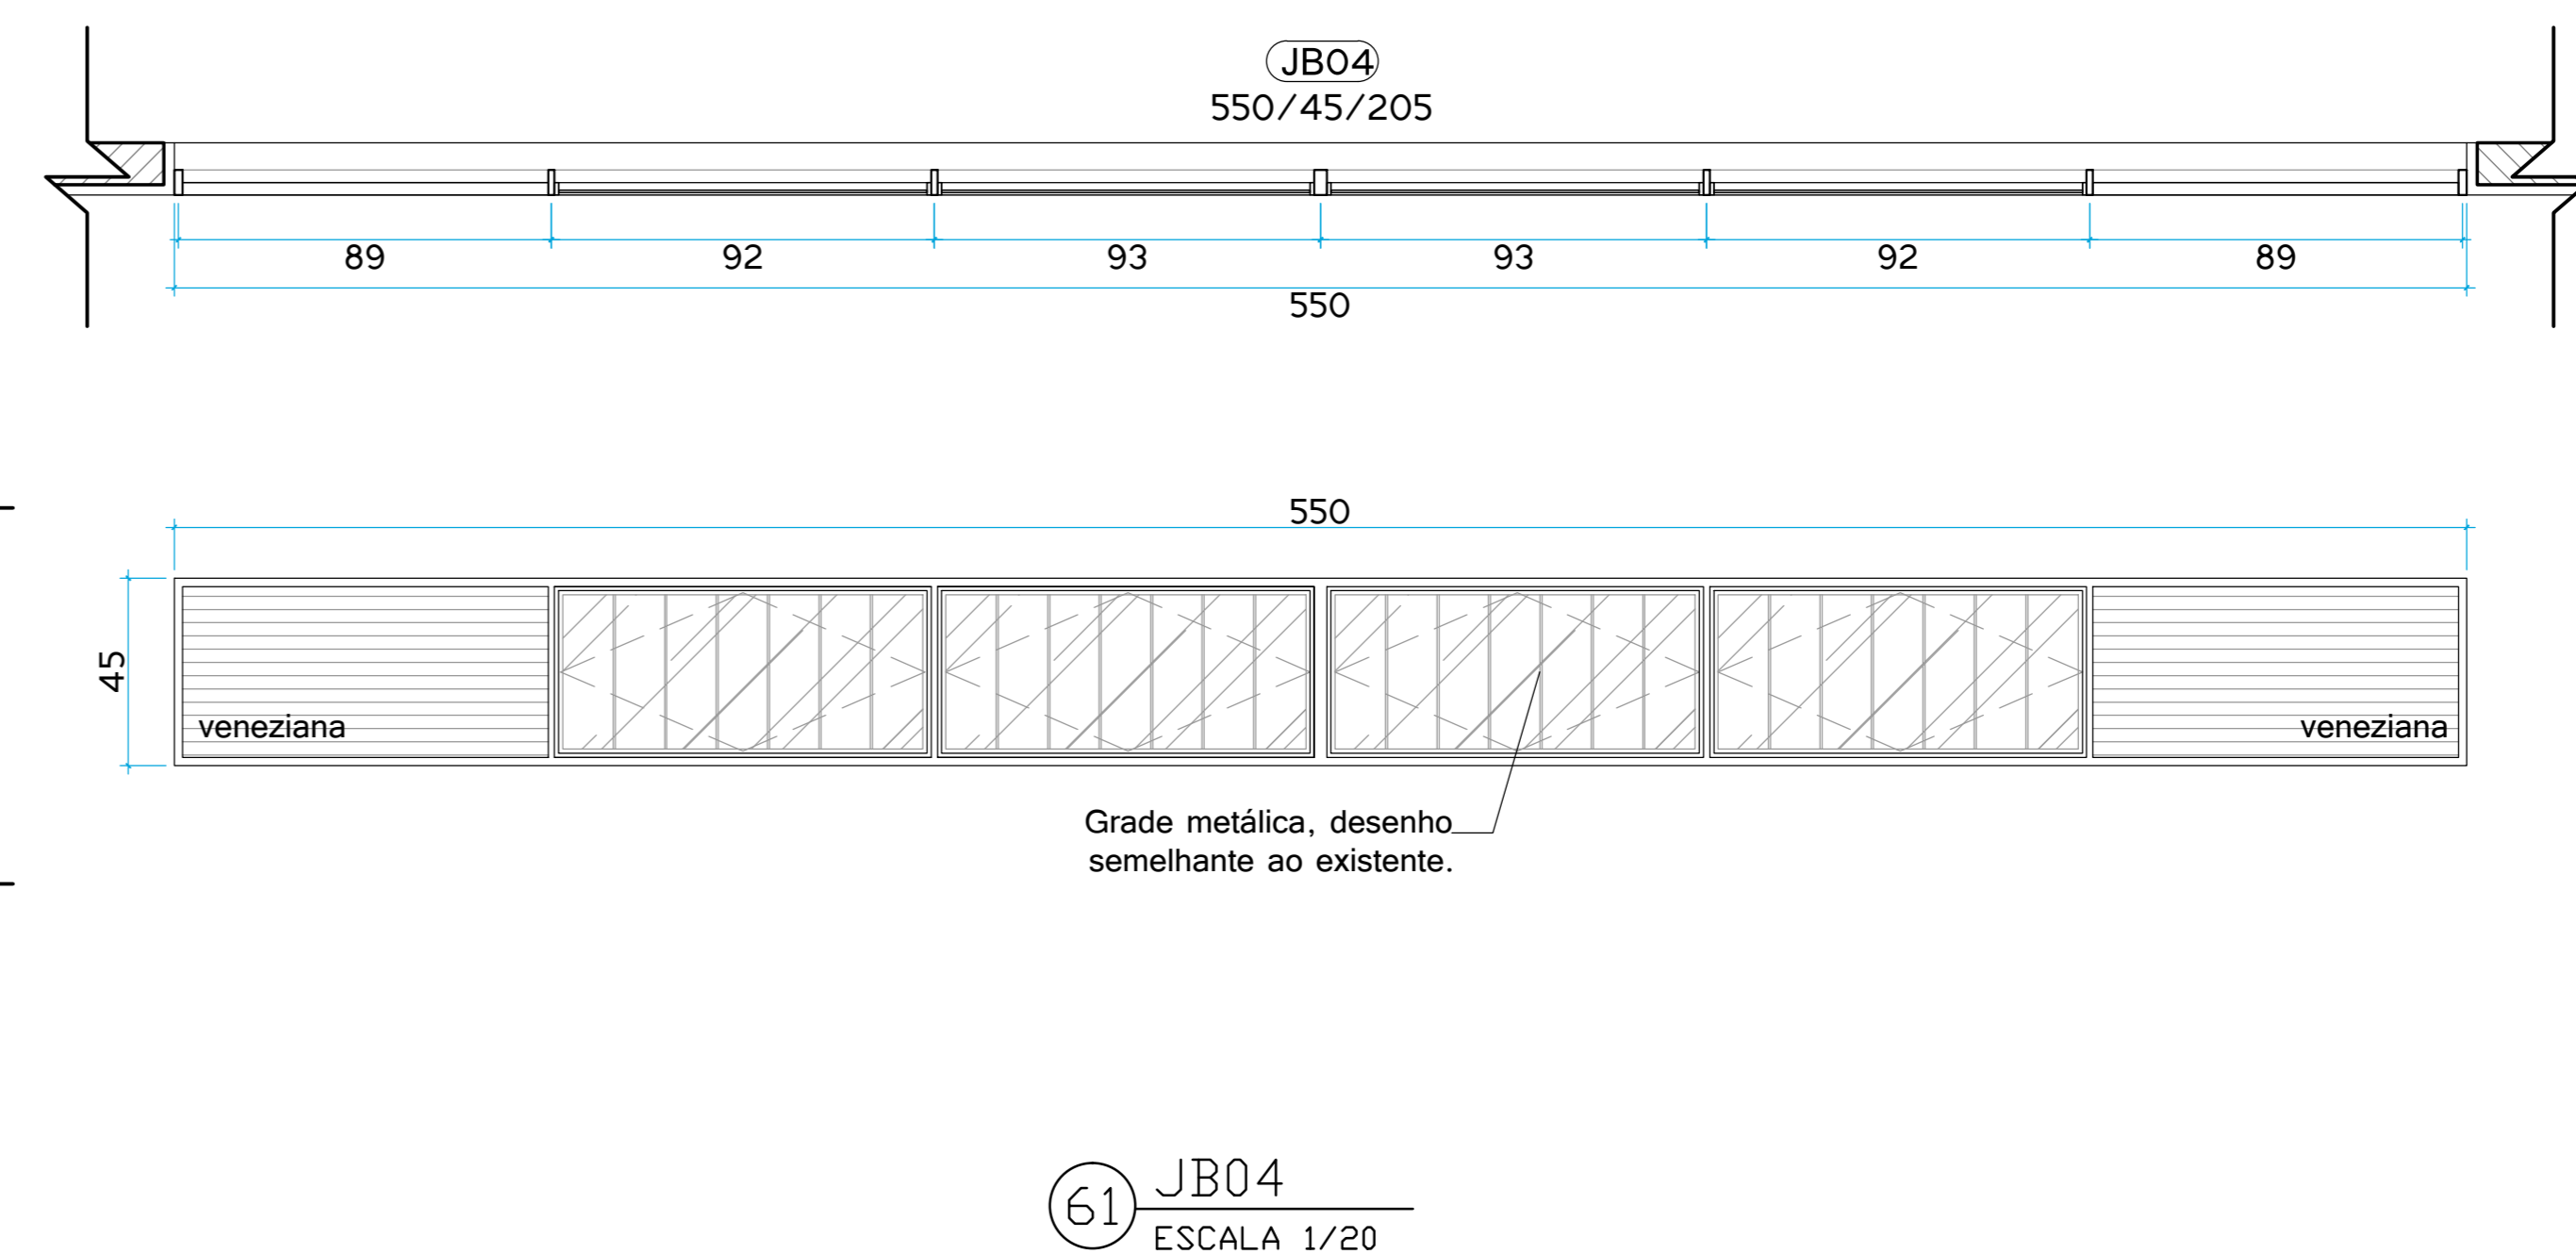 JB04
550/45/205
89 92 93 93 92 89
550
550
45
veneziana veneziana
Grade metálica, desenho
semelhante ao existente.
61 JB04
ESCALA 1/20